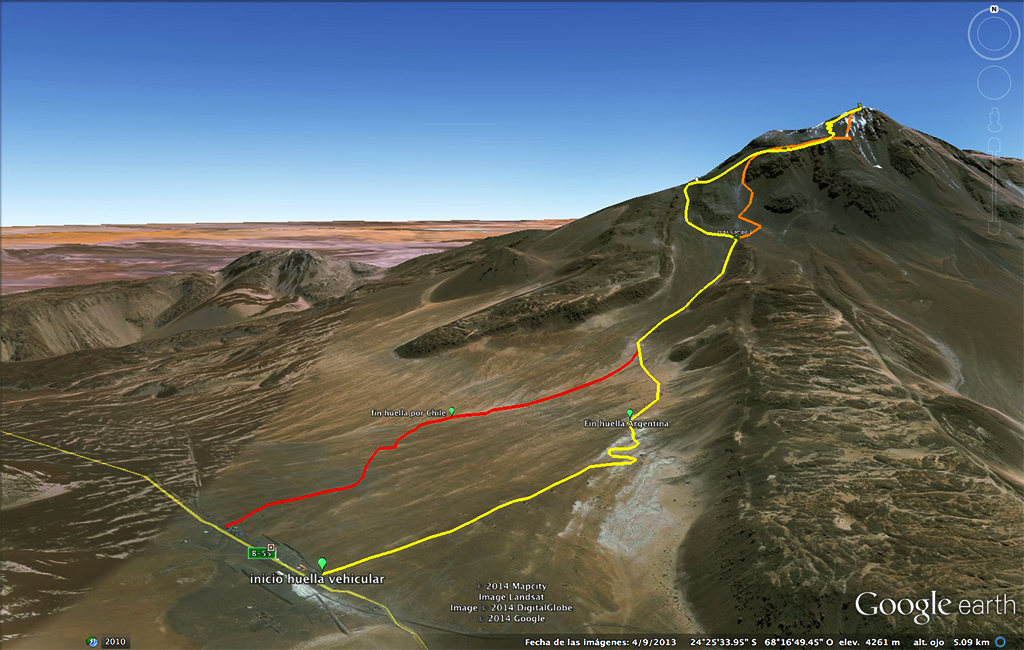 N
fin huella por Chile
Fin huella Argentina
B-55
inicio huella vehicular
© 2014 Mapcity
Image Landsat
Image © 2014 DigitalGlobe
© 2014 Google
Google earth
2010
Fecha de las imágenes: 4/9/2013 24°25'33.95" S 68°16'49.45" O elev. 4261 m alt. ojo 5.09 km